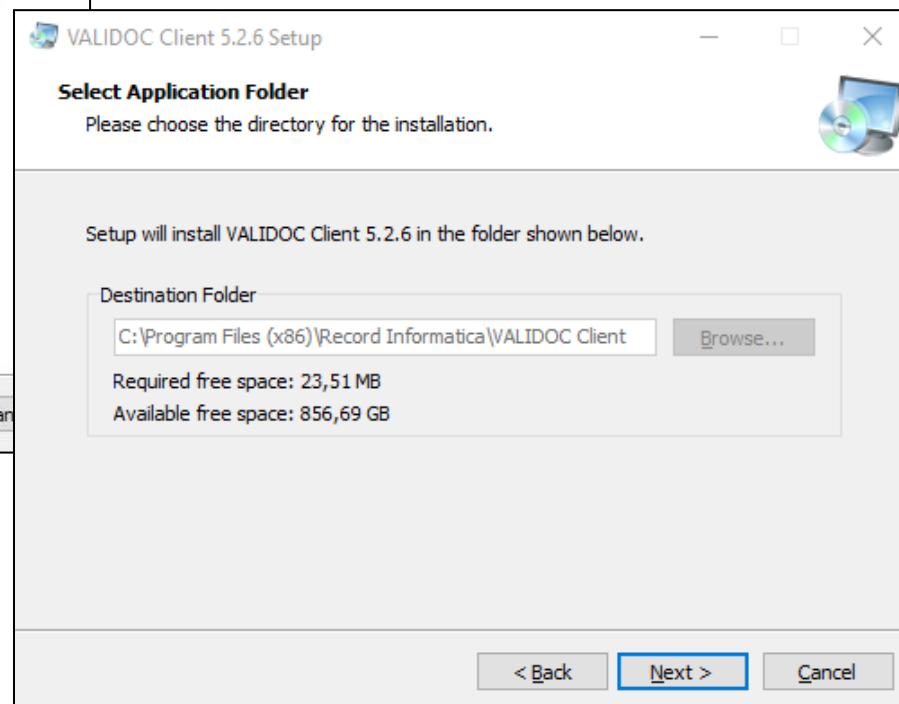 VALIDOC Client 5.2.6 Setup
Select Application Folder
Please choose the directory for the installation.
Setup will install VALIDOC Client 5.2.6 in the folder shown below.
Destination Folder
C:\Program Files (x86)\Record Informatica\VALIDOC Client
Browse...
Required free space: 23,51 MB
Available free space: 856,69 GB
< Back
Next >
Cancel